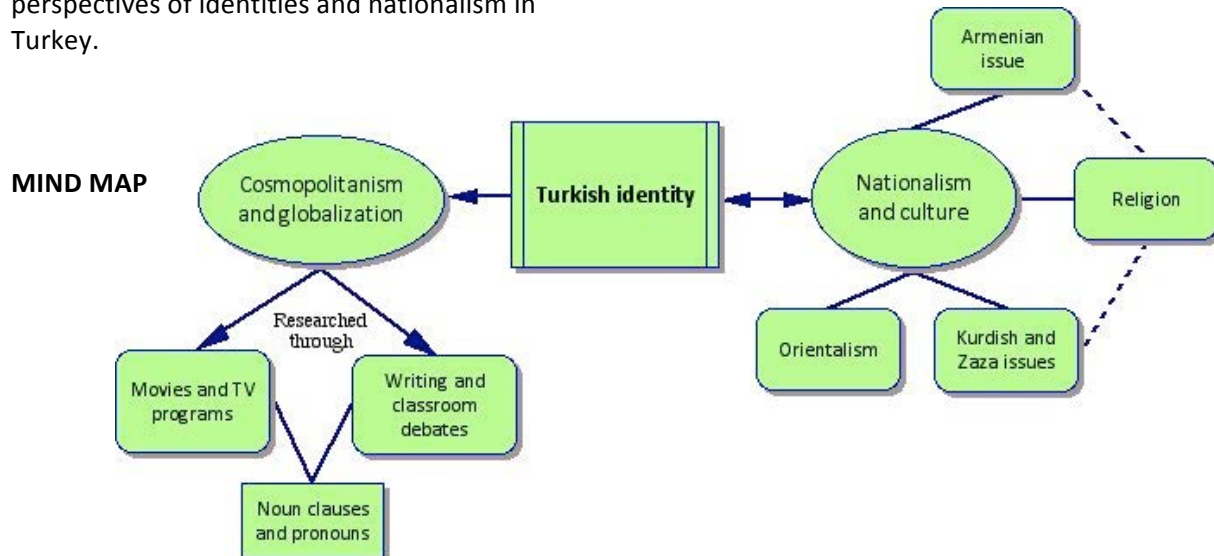 perspectives of identities and nationalism in
Turkey.
MIND MAP
Cosmopolitanism
and globalization
Turkish identity
Nationalism
and culture
Armenian
issue
Religion
Orientalism
Kurdish and
Zaza issues
Researched
through
Movies and TV
programs
Writing and
classroom
debates
Noun clauses
and pronouns